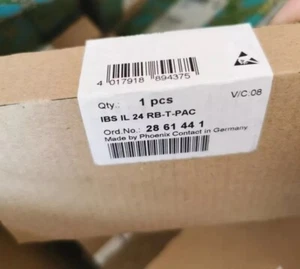 4 017918 894375
Qty.: 1 pcs
V/C:08
IBS IL 24 RB-T-PAC
Ord.No.: 28 61 44 1
Made by Phoenix Contact in Germany